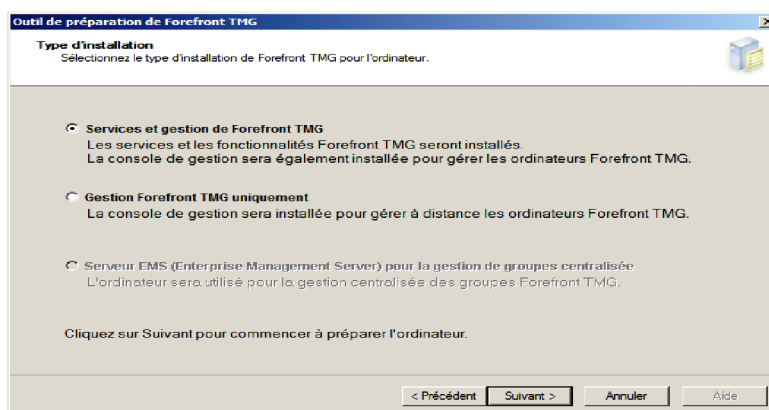 Outil de préparation de Forefront TMG
Type d'installation
Sélectionnez le type d'installation de Forefront TMG pour l'ordinateur.
Services et gestion de Forefront TMG
Les services et les fonctionnalités Forefront TMG seront installés.
La console de gestion sera également installée pour gérer les ordinateurs Forefront TMG.
Gestion Forefront TMG uniquement
La console de gestion sera installée pour gérer à distance les ordinateurs Forefront TMG.
Serveur EMS (Enterprise Management Server) pour la gestion de groupes centralisée
L'ordinateur sera utilisé pour la gestion centralisée des groupes Forefront TMG.
Cliquez sur Suivant pour commencer à préparer l'ordinateur.
< Précédent Suivant > Annuler Aide